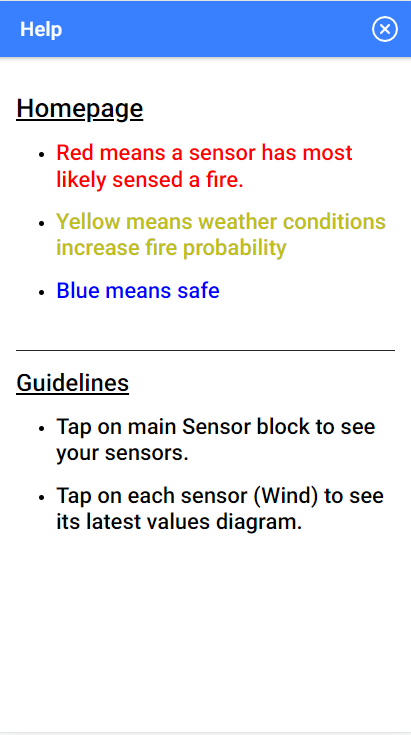 Help
Homepage
Red means a sensor has most
likely sensed a fire.
Yellow means weather conditions
increase fire probability
Blue means safe
Guidelines
Tap on main Sensor block to see
your sensors.
Tap on each sensor (Wind) to see
its latest values diagram.